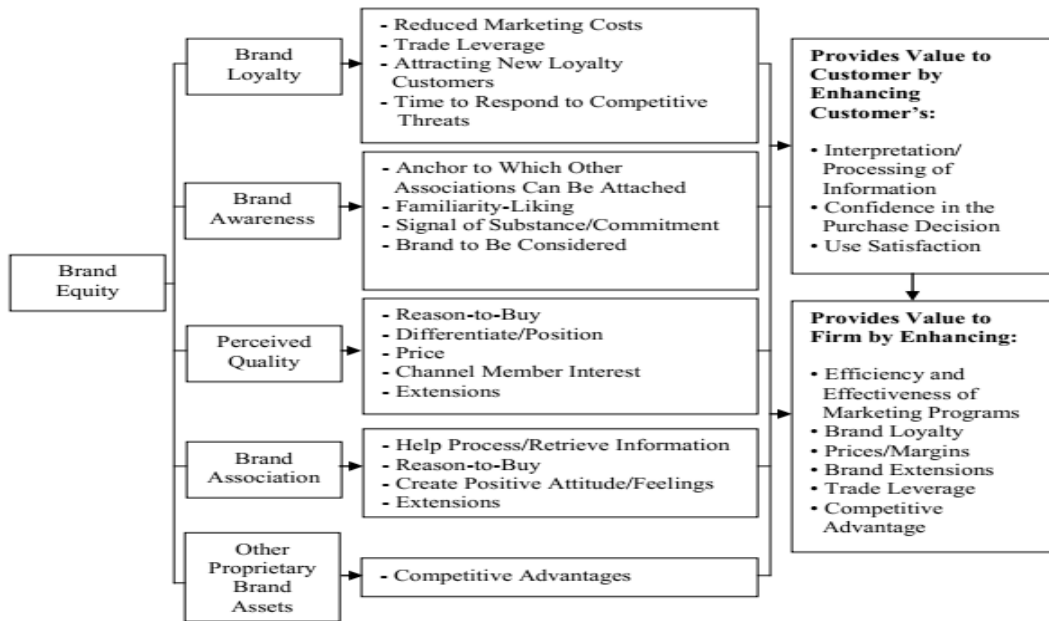 Brand
Equity
Brand
Loyalty
- Reduced Marketing Costs
- Trade Leverage
- Attracting New Loyalty
Customers
- Time to Respond to Competitive
Threats
Brand
Awareness
- Anchor to Which Other
Associations Can Be Attached
- Familiarity-Liking
- Signal of Substance/Commitment
- Brand to Be Considered
Perceived
Quality
- Reason-to-Buy
- Differentiate/Position
- Price
- Channel Member Interest
- Extensions
Brand
Association
- Help Process/Retrieve Information
- Reason-to-Buy
- Create Positive Attitude/Feelings
- Extensions
Other
Proprietary
Brand
Assets
- Competitive Advantages
Provides Value to
Customer by
Enhancing
Customer's:
• Interpretation/
Processing of
Information
• Confidence in the
Purchase Decision
• Use Satisfaction
Provides Value to
Firm by Enhancing:
• Efficiency and
Effectiveness of
Marketing Programs
• Brand Loyalty
• Prices/Margins
• Brand Extensions
• Trade Leverage
• Competitive
Advantage